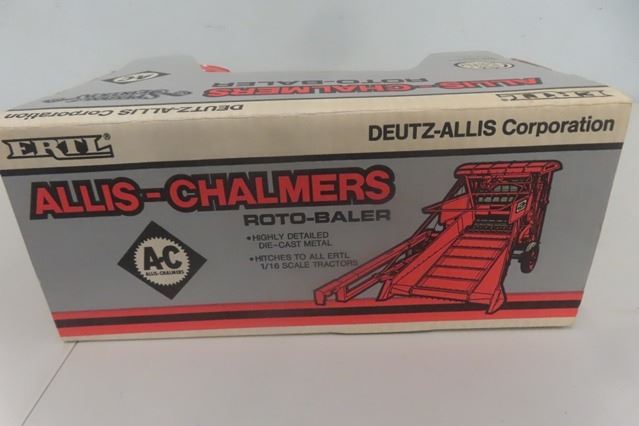 A-C
ALLIS-CHALMERS
ROTO-BALER
DEUTZ-ALLIS Corporation
ERTL
ERTL®
DEUTZ-ALLIS Corporation
ALLIS-CHALMERS
ROTO-BALER
•HIGHLY DETAILED
DIE-CAST METAL
•HITCHES TO ALL ERTL
1/16 SCALE TRACTORS
A-C
ALLIS-CHALMERS